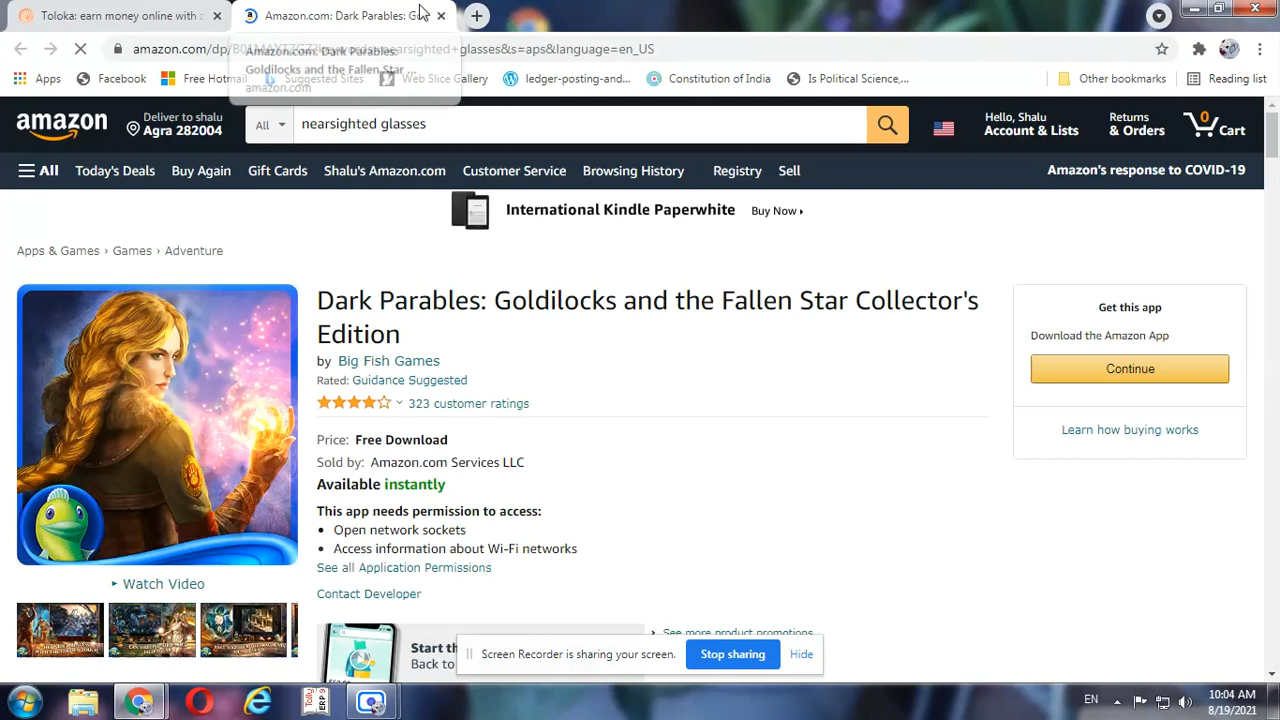 Toloka: earn money online with
Amazon.com: Dark Parables: G
amazon.com/dp/
glasses&s=aps&language=en_US
Amazon.com: Dark Parables:
Goldilocks and the Fallen Star ...
amazon.com
Apps
Facebook
Free Hotmail
Suggested Sites
Web Slice Gallery
ledger-posting-and...
Constitution of India
Is Political Science,...
Other bookmarks
Reading list
amazon
Deliver to shalu
Agra 282004
All
nearsighted glasses
Hello, Shalu
Account & Lists
Returns
& Orders
0
Cart
All
Today's Deals
Buy Again
Gift Cards
Shalu's Amazon.com
Customer Service
Browsing History
Registry
Sell
Amazon's response to COVID-19
International Kindle Paperwhite
Buy Now ›
Apps & Games › Games › Adventure
Dark Parables: Goldilocks and the Fallen Star Collector's
Edition
by Big Fish Games
Rated: Guidance Suggested
323 customer ratings
Price: Free Download
Sold by: Amazon.com Services LLC
Available instantly
This app needs permission to access:
• Open network sockets
• Access information about Wi-Fi networks
See all Application Permissions
Contact Developer
Watch Video
Get this app
Download the Amazon App
Continue
Learn how buying works
Start the
Back to
See more product promotions
Screen Recorder is sharing your screen.
Stop sharing
Hide
EN
10:04 AM
8/19/2021